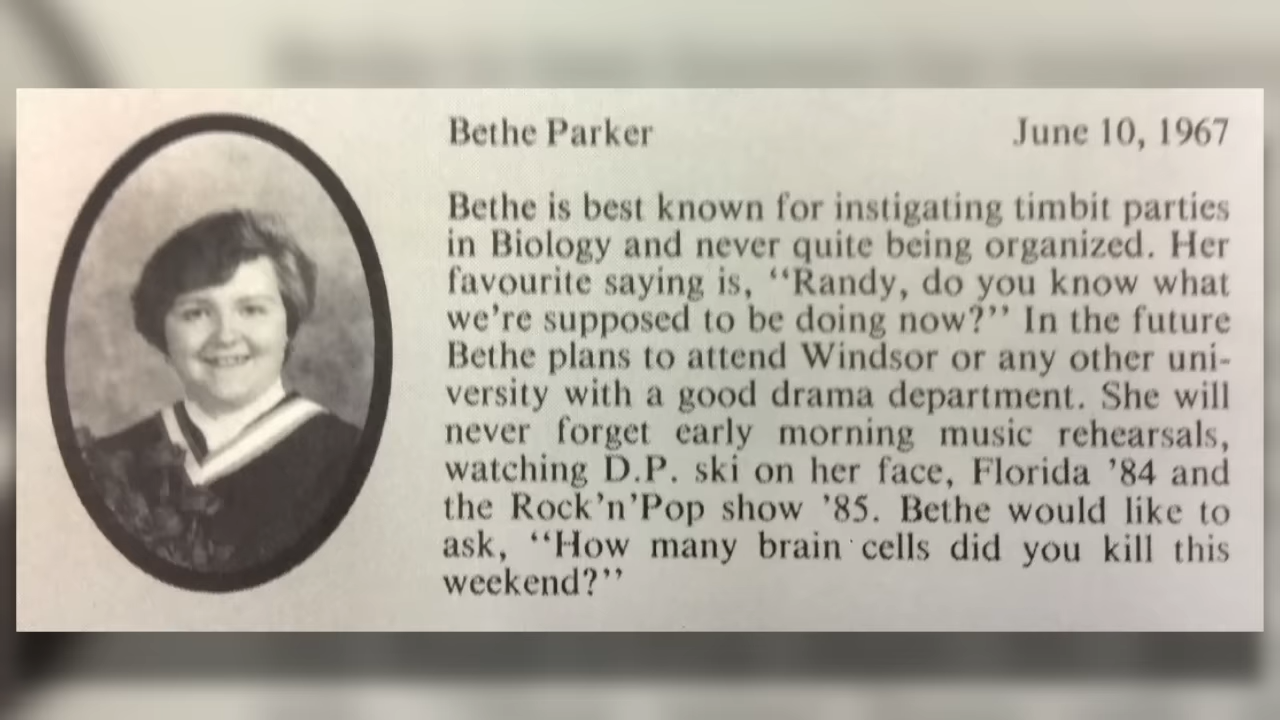 Bethe Parker June 10, 1967
Bethe is best known for instigating timbit parties
in Biology and never quite being organized. Her
favourite saying is, “Randy, do you know what
we’re supposed to be doing now?’’ In the future
Bethe plans to attend Windsor or any other uni-
versity with a good drama department. She will
never forget early morning music rehearsals,
watching D.P. ski on her face, Florida ’84 and
the Rock’n’Pop show ’85. Bethe would like to
ask, “How many brain cells did you kill this
weekend?’’